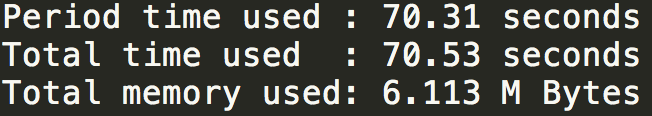 Period time used : 70.31 seconds
Total time used  : 70.53 seconds
Total memory used: 6.113 M Bytes